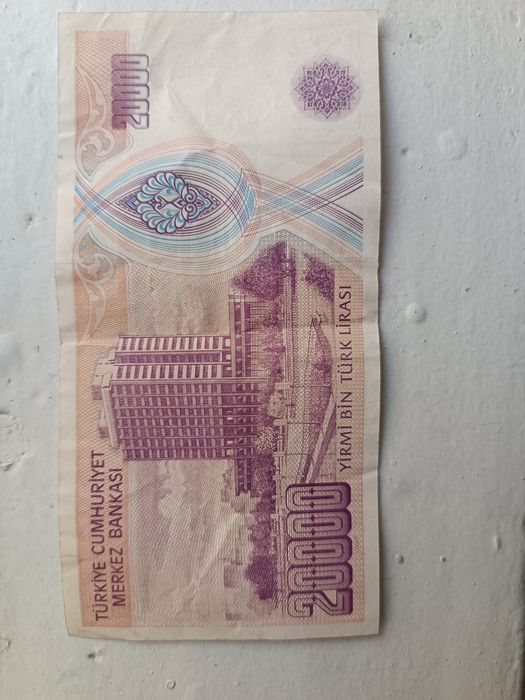 TÜRKİYE CUMHURİYET
MERKEZ BANKASI
20000
20000
YİRMİ BİN TÜRK LİRASI